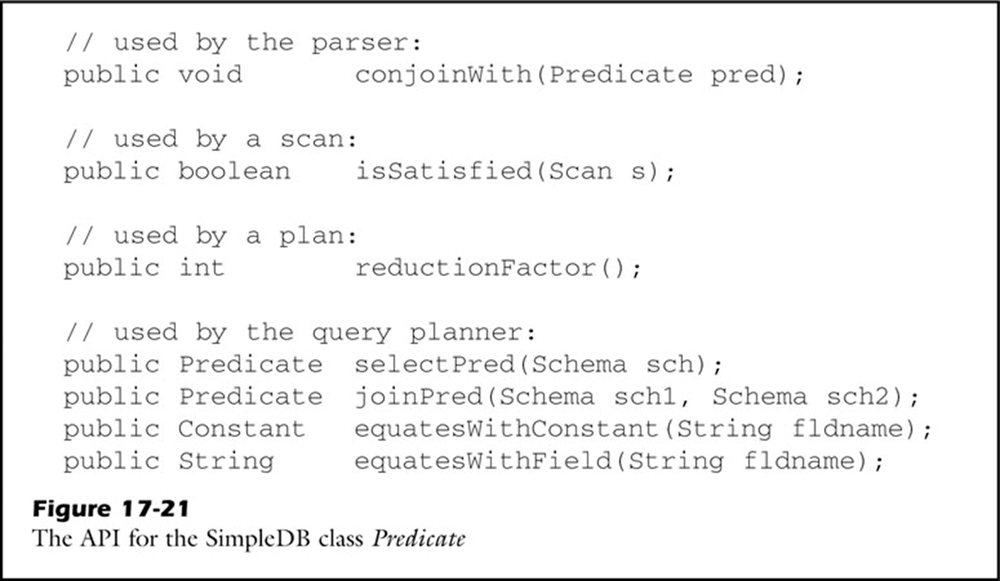 // used by the parser:
public void conjoinWith(Predicate pred);
// used by a scan:
public boolean isSatisfied(Scan s);
// used by a plan:
public int reductionFactor();
// used by the query planner:
public Predicate selectPred(Schema sch);
public Predicate joinPred(Schema sch1, Schema sch2);
public Constant equatesWithConstant(String fldname);
public String equatesWithField(String fldname);
Figure 17-21
The API for the SimpleDB class Predicate